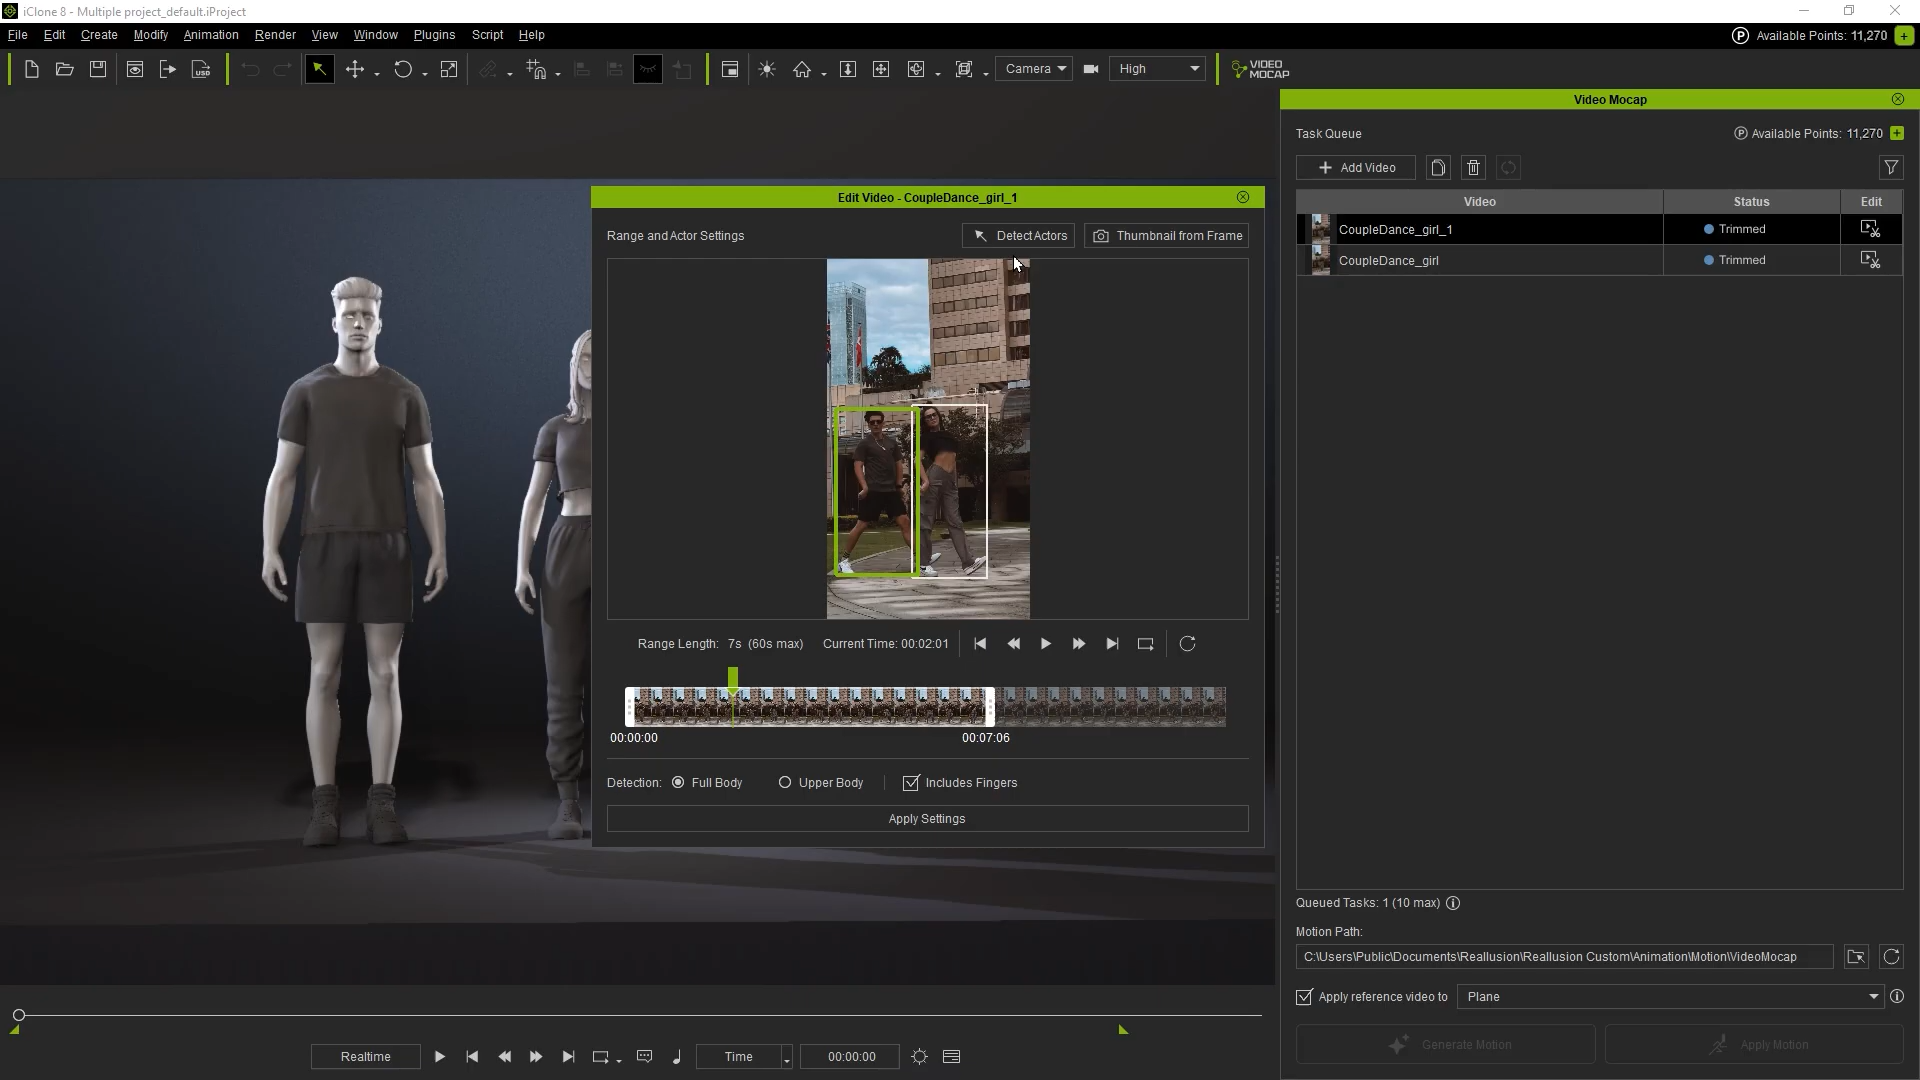 iClone 8 - Multiple project_default.iProject
File Edit Create Modify Animation Render View Window Plugins Script Help
Available Points: 11,270
Camera
High
VIDEO
MOCAP
Video Mocap
Task Queue
Available Points: 11,270
Add Video
Video Status Edit
CoupleDance_girl_1 Trimmed
CoupleDance_girl Trimmed
Queued Tasks: 1 (10 max)
Motion Path:
C:\Users\Public\Documents\Reallusion\Reallusion Custom\Animation\Motion\VideoMocap
Apply reference video to Plane
Generate Motion Apply Motion
Edit Video - CoupleDance_girl_1
Range and Actor Settings Detect Actors Thumbnail from Frame
Range Length: 7s (60s max) Current Time: 00:02:01
00:00:00 00:07:06
Detection: Full Body Upper Body Includes Fingers
Apply Settings
Realtime Time 00:00:00
USD